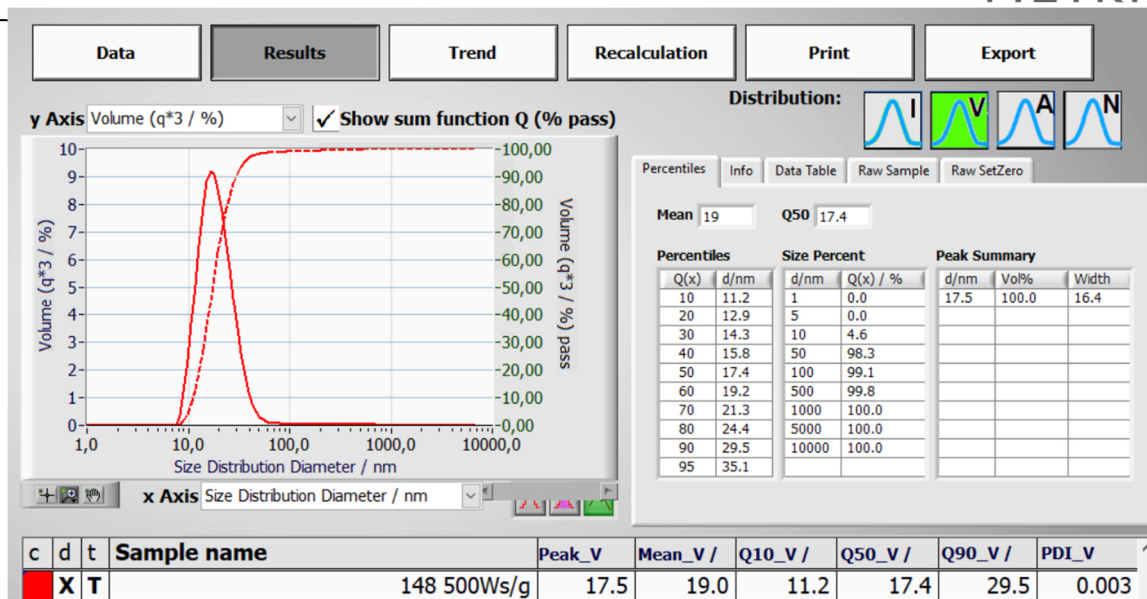 Data Results Trend Recalculation Print Export
Distribution: I V A N
y Axis Volume (q*3 / %) Show sum function Q (% pass)
10 9 8 7 6 5 4 3 2 1 0
Volume (q*3 / %)
100,00 90,00 80,00 70,00 60,00 50,00 40,00 30,00 20,00 10,00 0,00
Volume (q*3 / %) pass
1,0 10,0 100,0 1000,0 10000,0
Size Distribution Diameter / nm
x Axis Size Distribution Diameter / nm
Percentiles Info Data Table Raw Sample Raw SetZero
Mean 19 Q50 17.4
Percentiles Size Percent Peak Summary
Q(x) d/nm d/nm Q(x) / % d/nm Vol% Width
10 11.2 1 0.0 17.5 100.0 16.4
20 12.9 5 0.0
30 14.3 10 4.6
40 15.8 50 98.3
50 17.4 100 99.1
60 19.2 500 99.8
70 21.3 1000 100.0
80 24.4 5000 100.0
90 29.5 10000 100.0
95 35.1
c d t Sample name Peak_V Mean_V / Q10_V / Q50_V / Q90_V / PDI_V
X T 148 500Ws/g 17.5 19.0 11.2 17.4 29.5 0.003